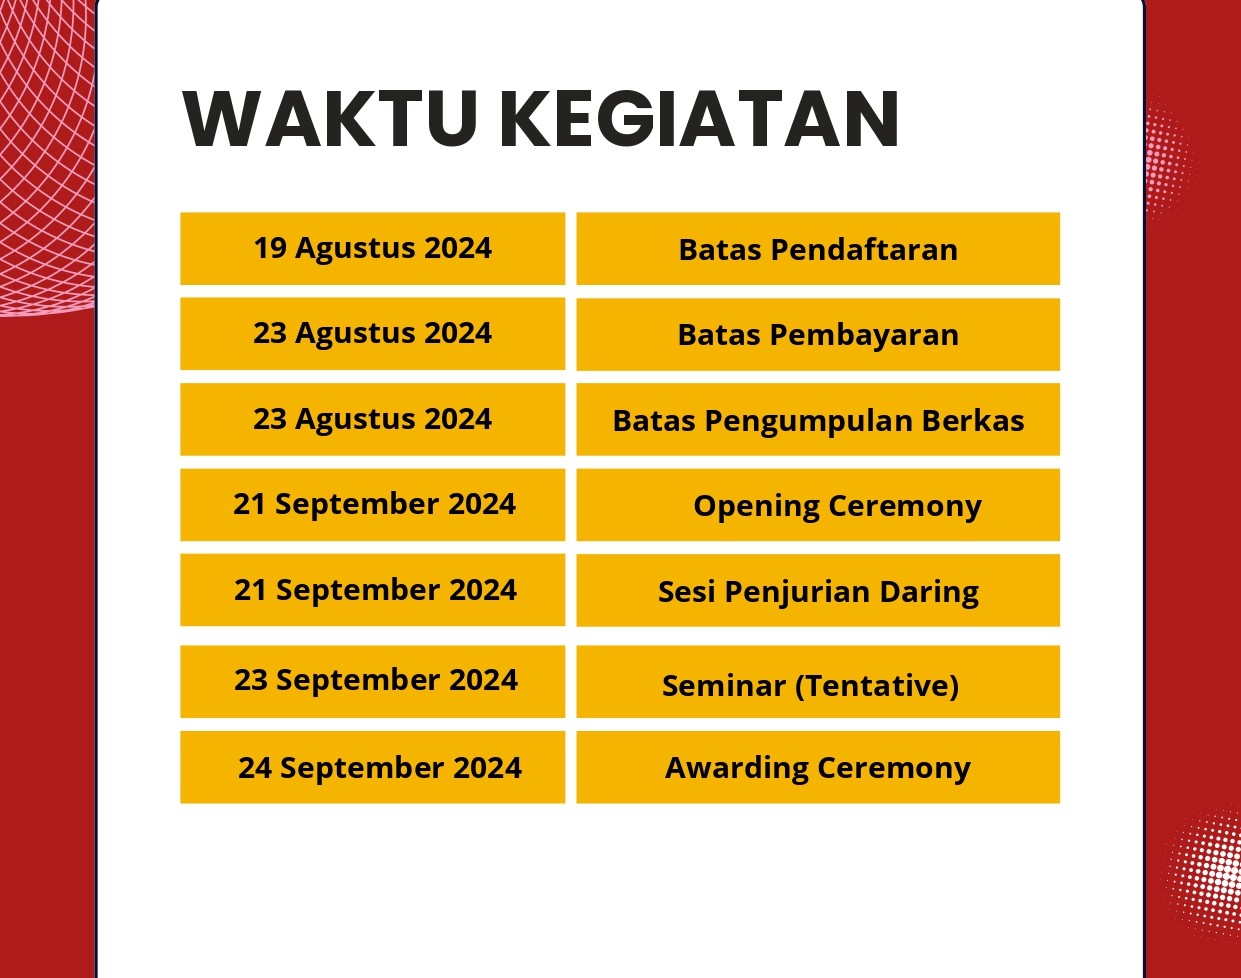 WAKTU KEGIATAN
19 Agustus 2024 Batas Pendaftaran
23 Agustus 2024 Batas Pembayaran
23 Agustus 2024 Batas Pengumpulan Berkas
21 September 2024 Opening Ceremony
21 September 2024 Sesi Penjurian Daring
23 September 2024 Seminar (Tentative)
24 September 2024 Awarding Ceremony